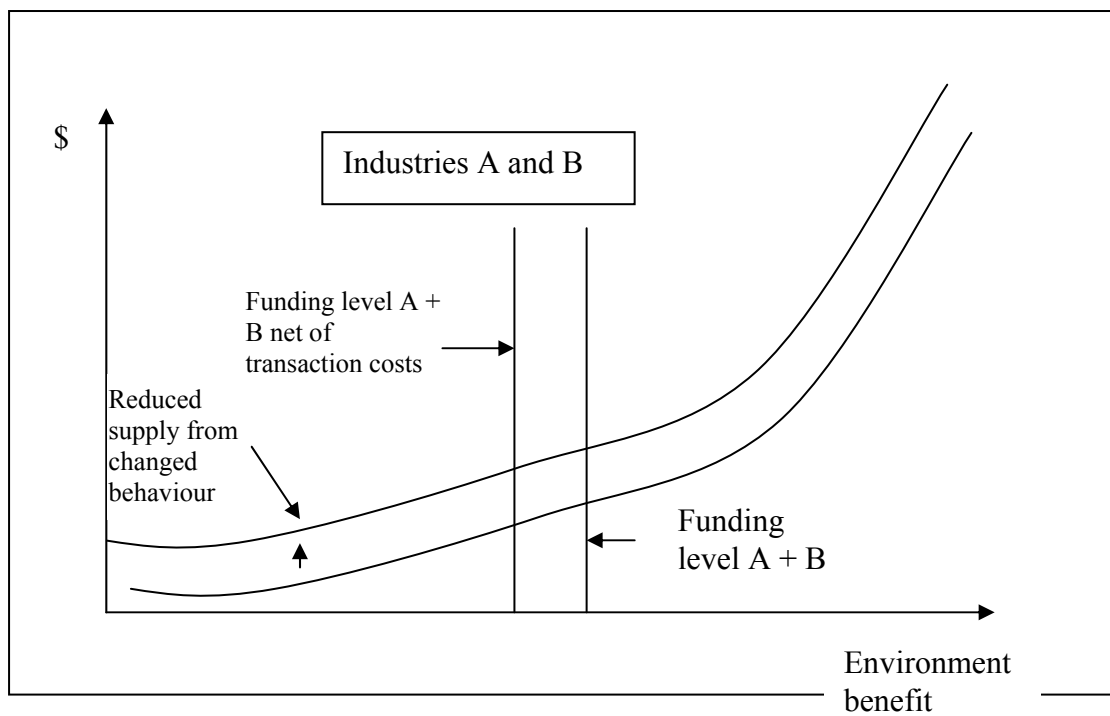 $
Industries A and B
Funding level A +
B net of
transaction costs
Reduced
supply from
changed
behaviour
Funding
level A + B
Environment
benefit